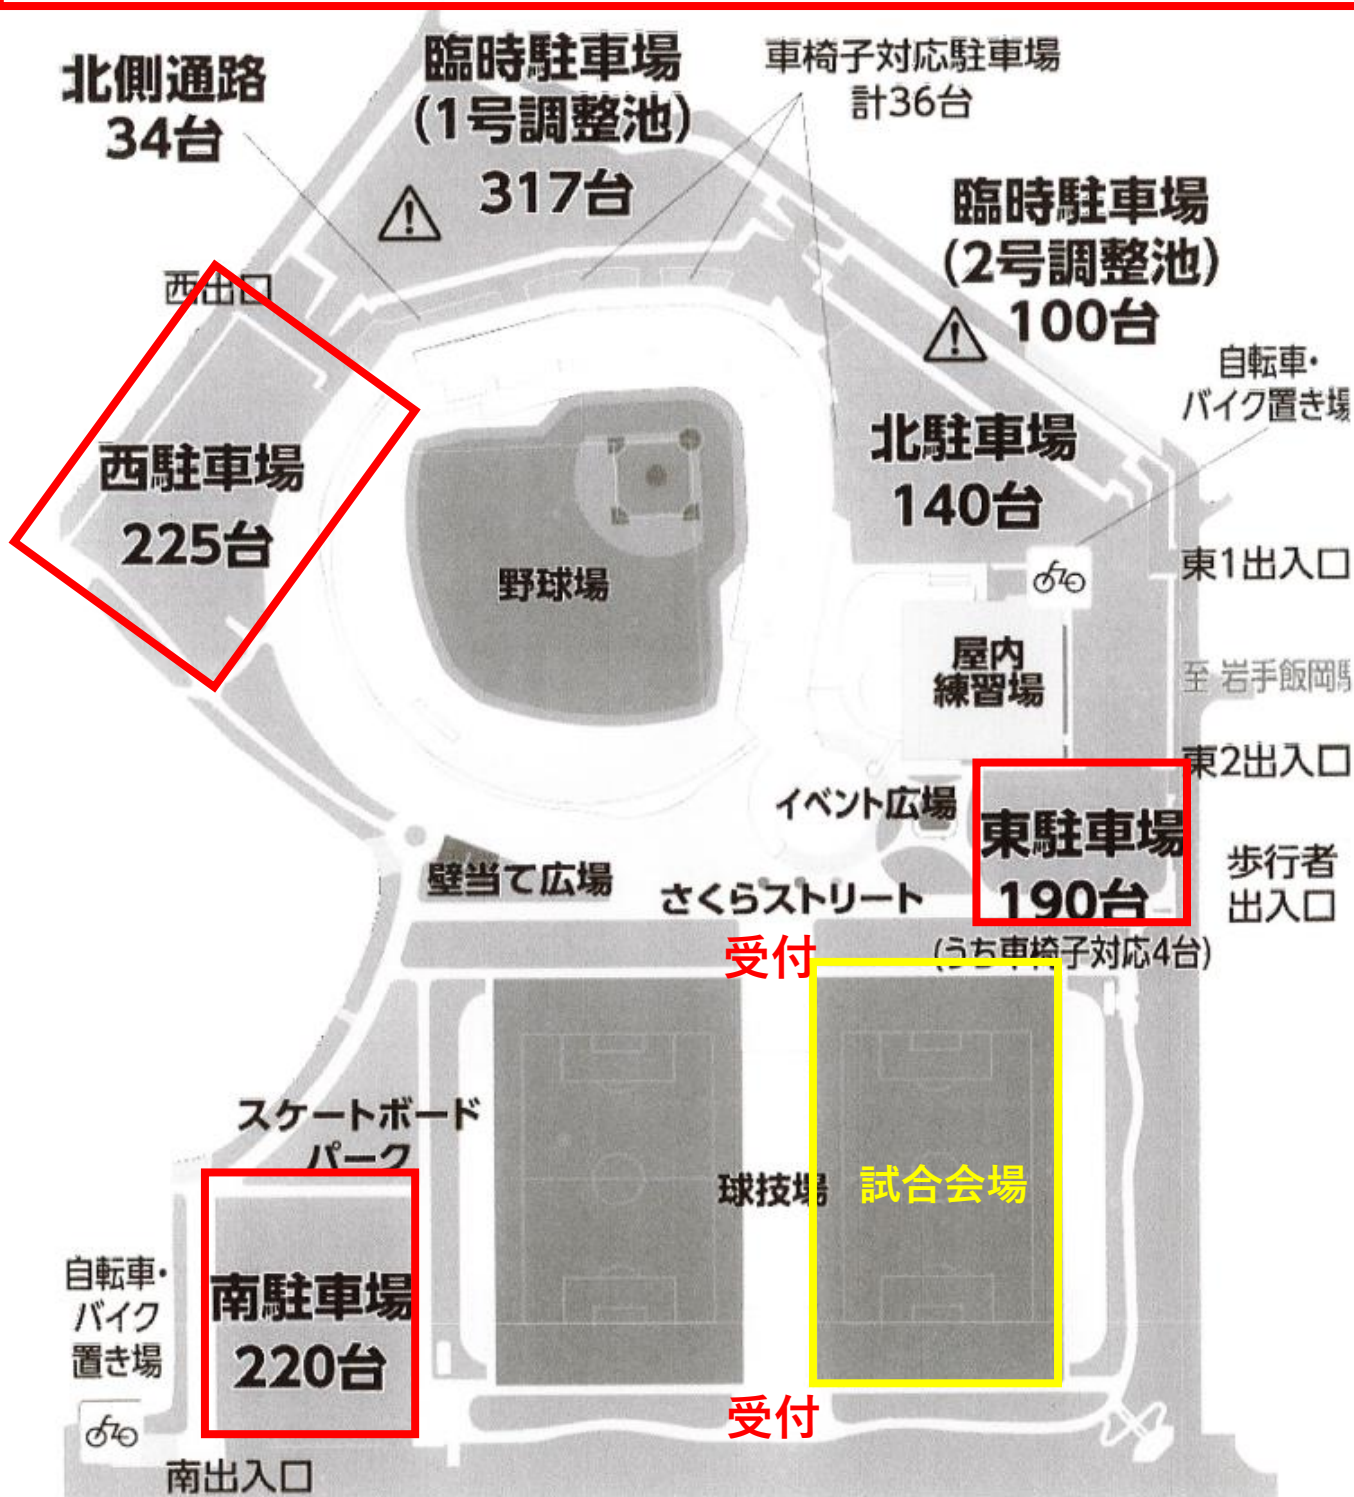 北側通路
34台
臨時駐車場
(1号調整池)
317台
車椅子対応駐車場
計36台
臨時駐車場
(2号調整池)
100台
自転車・
バイク置き場
西出口
西駐車場
225台
野球場
北駐車場
140台
東1出入口
屋内
練習場
至 岩手飯岡駅
東2出入口
イベント広場
東駐車場
190台
(うち車椅子対応4台)
歩行者
出入口
壁当て広場
さくらストリート
受付
スケートボード
パーク
球技場
試合会場
南駐車場
220台
自転車・
バイク
置き場
受付
南出入口